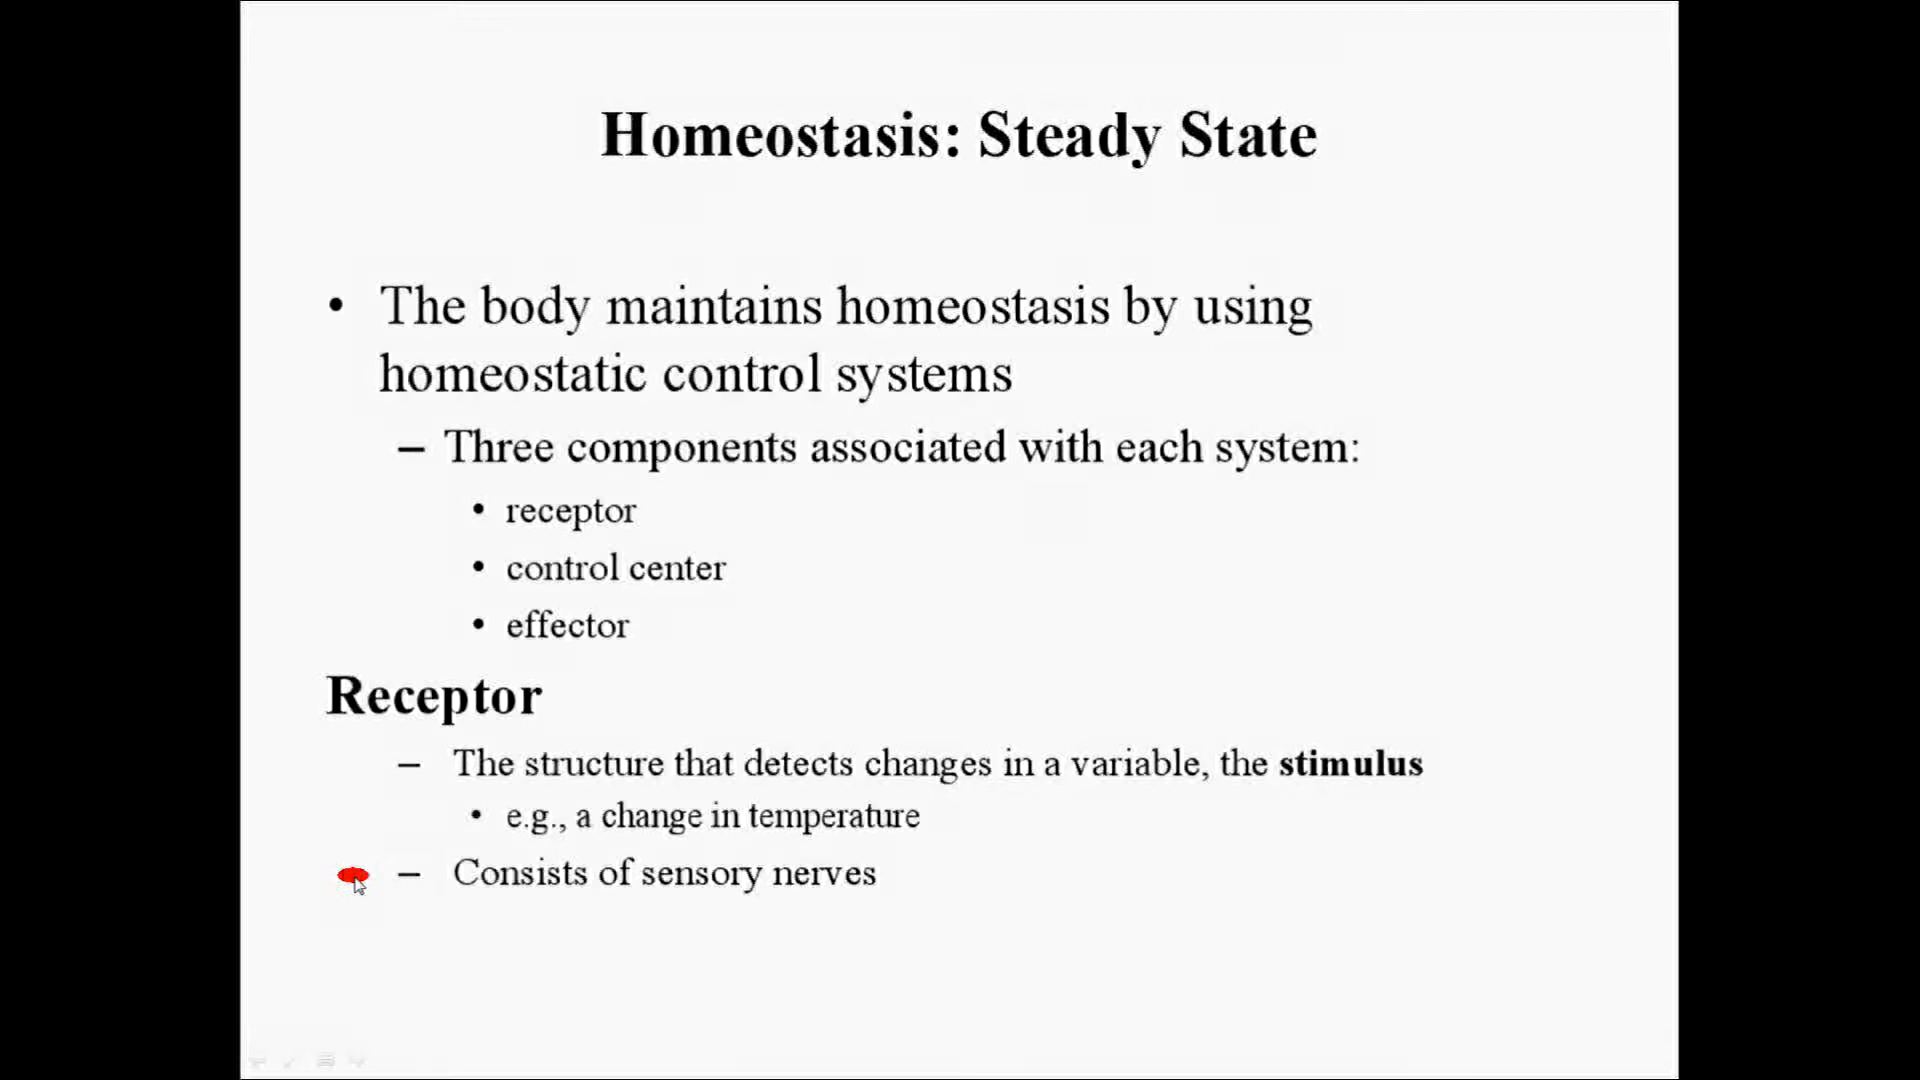 Homeostasis: Steady State
• The body maintains homeostasis by using
homeostatic control systems
– Three components associated with each system:
• receptor
• control center
• effector
Receptor
– The structure that detects changes in a variable, the stimulus
• e.g., a change in temperature
– Consists of sensory nerves